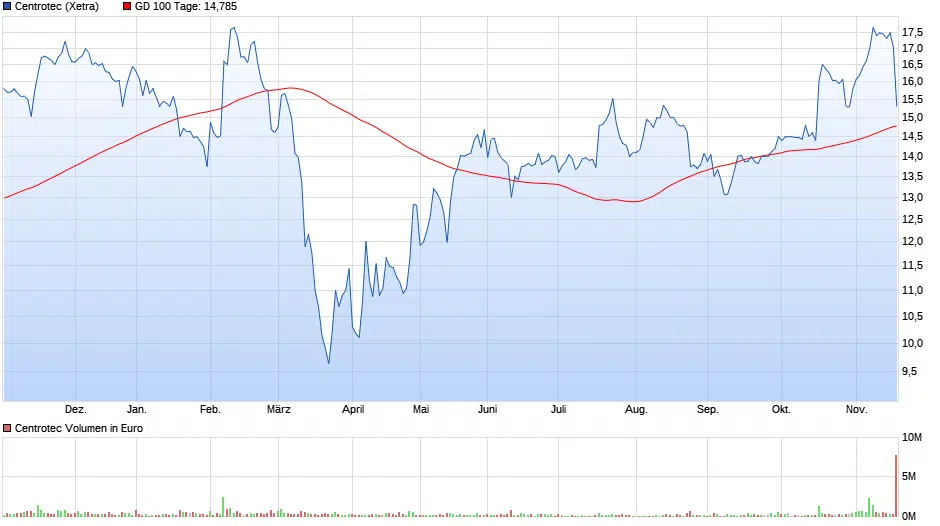 Centrotec (Xetra) GD 100 Tage: 14,785
17,5
17,0
16,5
16,0
15,5
15,0
14,5
14,0
13,5
13,0
12,5
12,0
11,5
11,0
10,5
10,0
9,5
Dez. Jan. Feb. März April Mai Juni Juli Aug. Sep. Okt. Nov.
Centrotec Volumen in Euro
10M
5M
0M